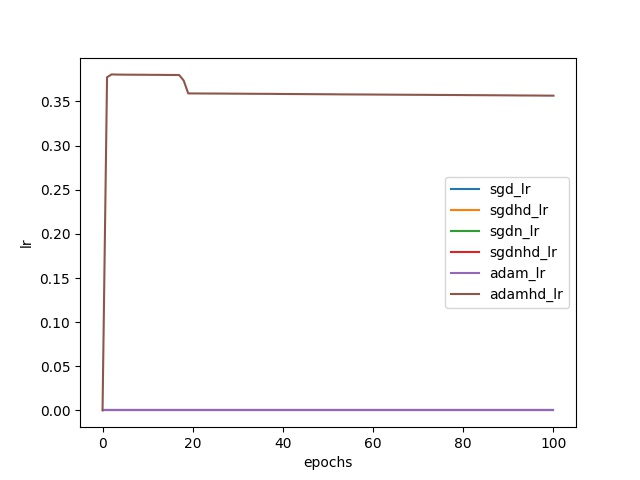 0.35
0.30
0.25
0.20
0.15
0.10
0.05
0.00
lr
sgd_lr
sgdhd_lr
sgdn_lr
sgdnhd_lr
adam_lr
adamhd_lr
0 20 40 60 80 100
epochs